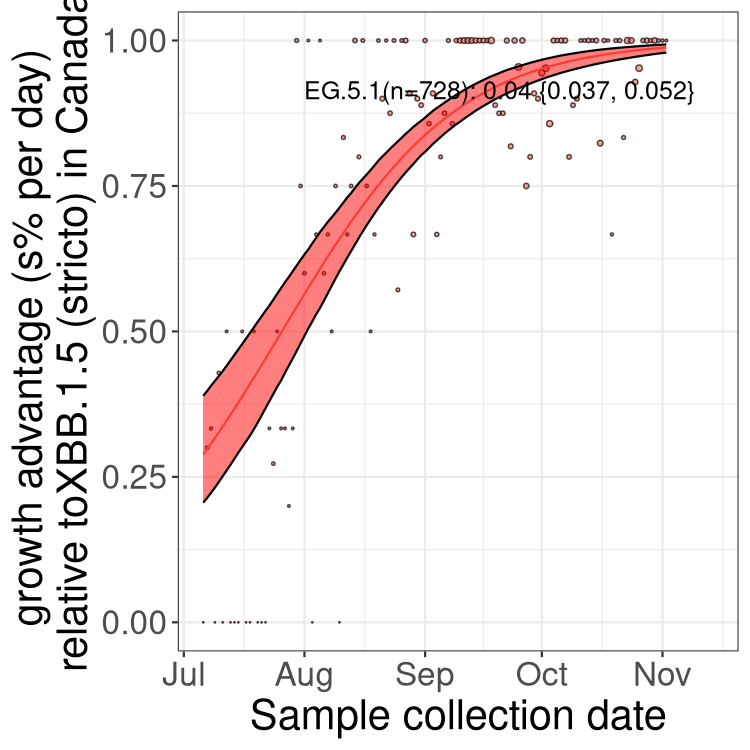 growth advantage (s% per day)
relative toXBB.1.5 (stricto) in Canada
1.00
0.75
0.50
0.25
0.00
EG.5.1(n=728): 0.04 {0.037, 0.052}
Jul Aug Sep Oct Nov
Sample collection date